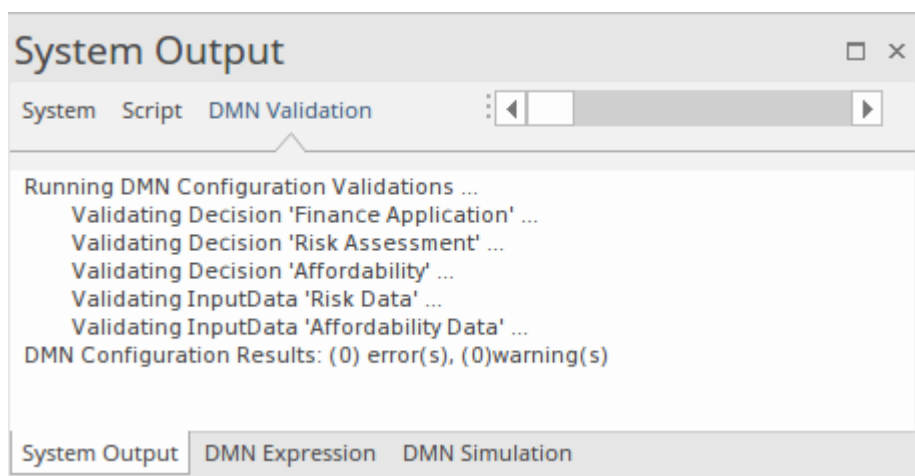 System Output
System Script DMN Validation
Running DMN Configuration Validations ...
Validating Decision 'Finance Application' ...
Validating Decision 'Risk Assessment' ...
Validating Decision 'Affordability' ...
Validating InputData 'Risk Data' ...
Validating InputData 'Affordability Data' ...
DMN Configuration Results: (0) error(s), (0)warning(s)
System Output DMN Expression DMN Simulation